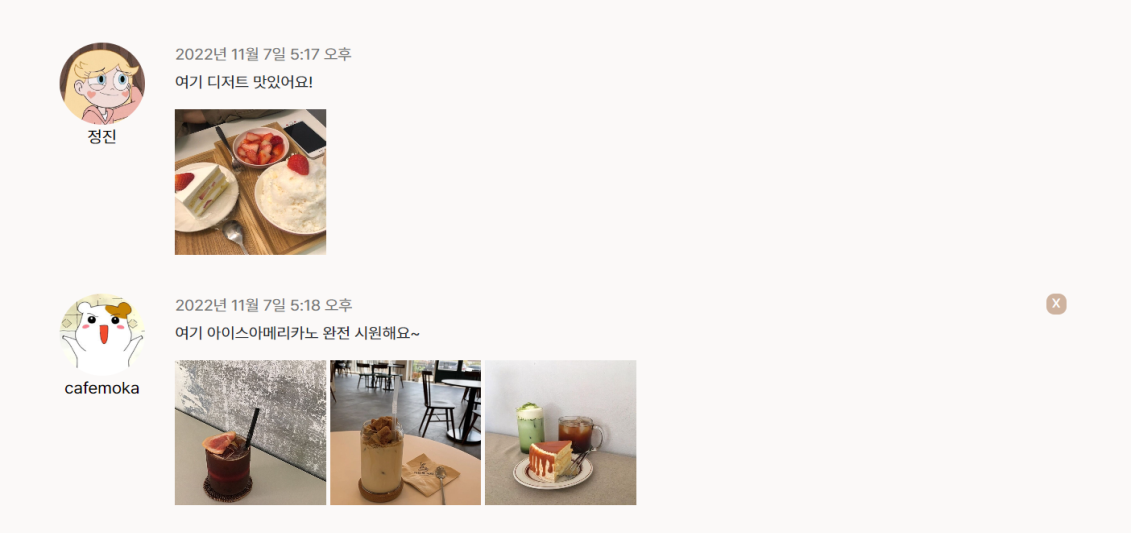 2022년 11월 7일 5:17 오후
여기 디저트 맛있어요!
정진
2022년 11월 7일 5:18 오후
X
여기 아이스아메리카노 완전 시원해요~
cafemoka